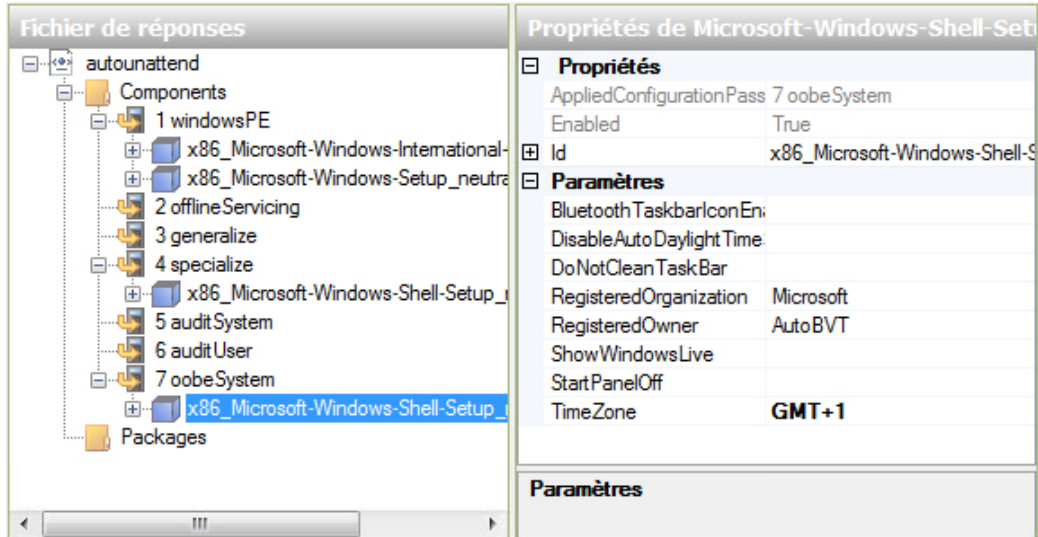 Fichier de réponses
autounattend
Components
1 windowsPE
x86_Microsoft-Windows-International-
x86_Microsoft-Windows-Setup_neutra
2 offlineServicing
3 generalize
4 specialize
x86_Microsoft-Windows-Shell-Setup_
5 auditSystem
6 auditUser
7 oobeSystem
x86_Microsoft-Windows-Shell-Setup_
Packages
Propriétés de Microsoft-Windows-Shell-Set
Propriétés
AppliedConfigurationPass 7 oobeSystem
Enabled True
Id x86_Microsoft-Windows-Shell-S
Paramètres
BluetoothTaskbarIconEna
DisableAutoDaylightTime
DoNotCleanTaskBar
RegisteredOrganization Microsoft
RegisteredOwner AutoBVT
ShowWindowsLive
StartPanelOff
TimeZone GMT+1
Paramètres